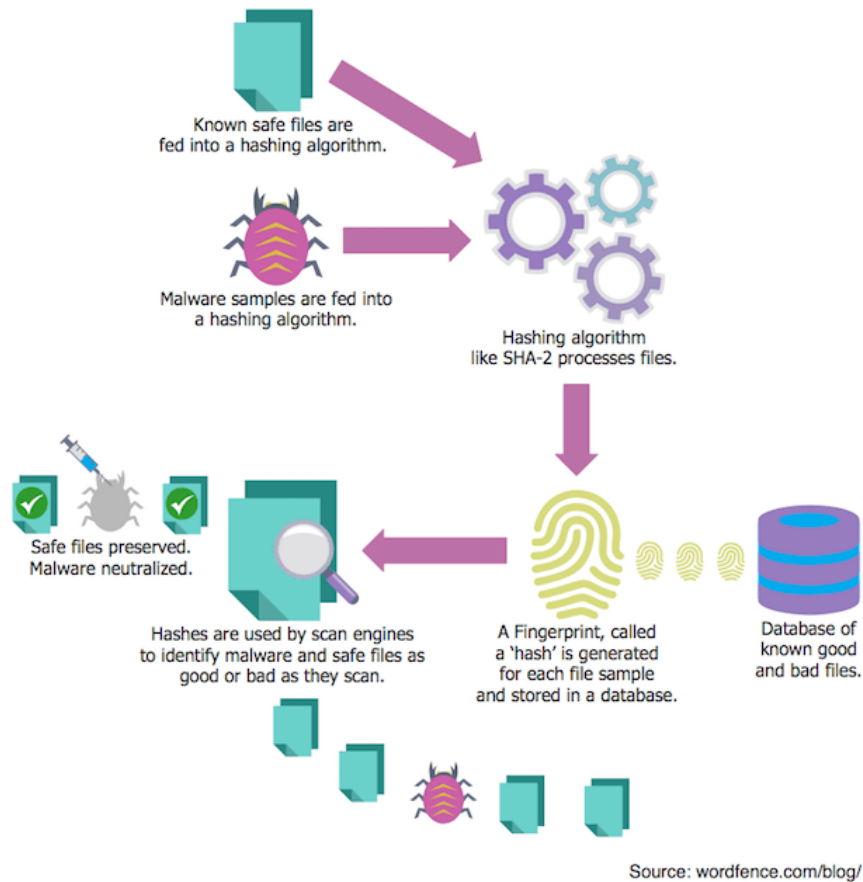 Known safe files are
fed into a hashing algorithm.
Malware samples are fed into
a hashing algorithm.
Hashing algorithm
like SHA-2 processes files.
Safe files preserved.
Malware neutralized.
Hashes are used by scan engines
to identify malware and safe files as
good or bad as they scan.
A Fingerprint, called
a ‘hash’ is generated
for each file sample
and stored in a database.
Database of
known good
and bad files.
Source: wordfence.com/blog/